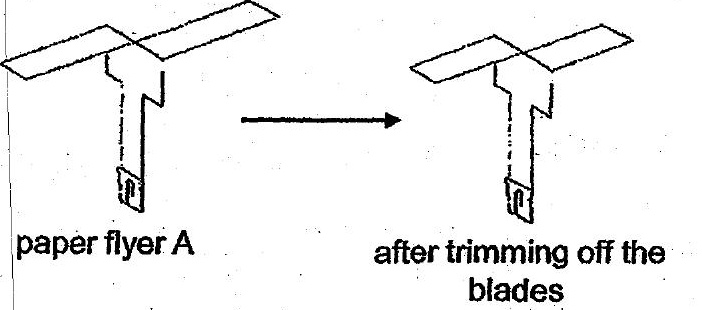 paper flyer A
after trimming off the
blades